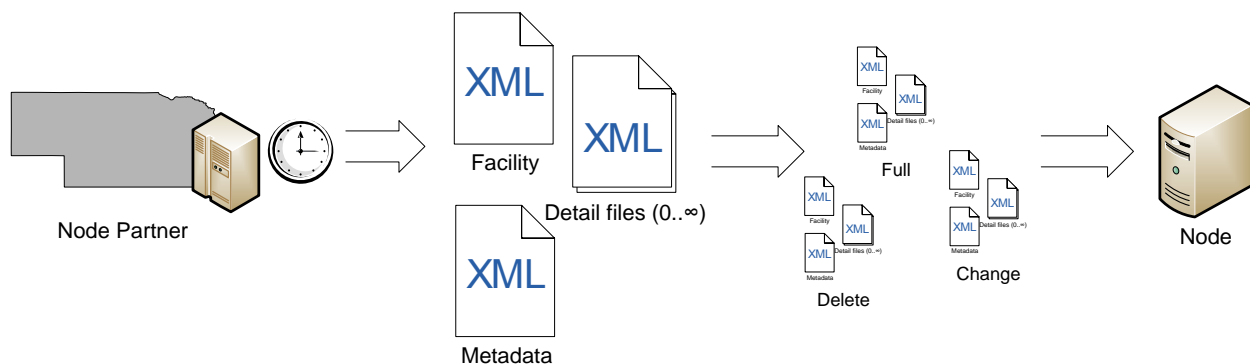 Node Partner
XML
Facility
XML
Detail files (0..∞)
XML
Metadata
XML
Facility
XML
Detail files (0..∞)
XML
Metadata
Full
XML
Facility
XML
Detail files (0..∞)
XML
Metadata
Delete
XML
Facility
XML
Detail files (0..∞)
XML
Metadata
Change
Node